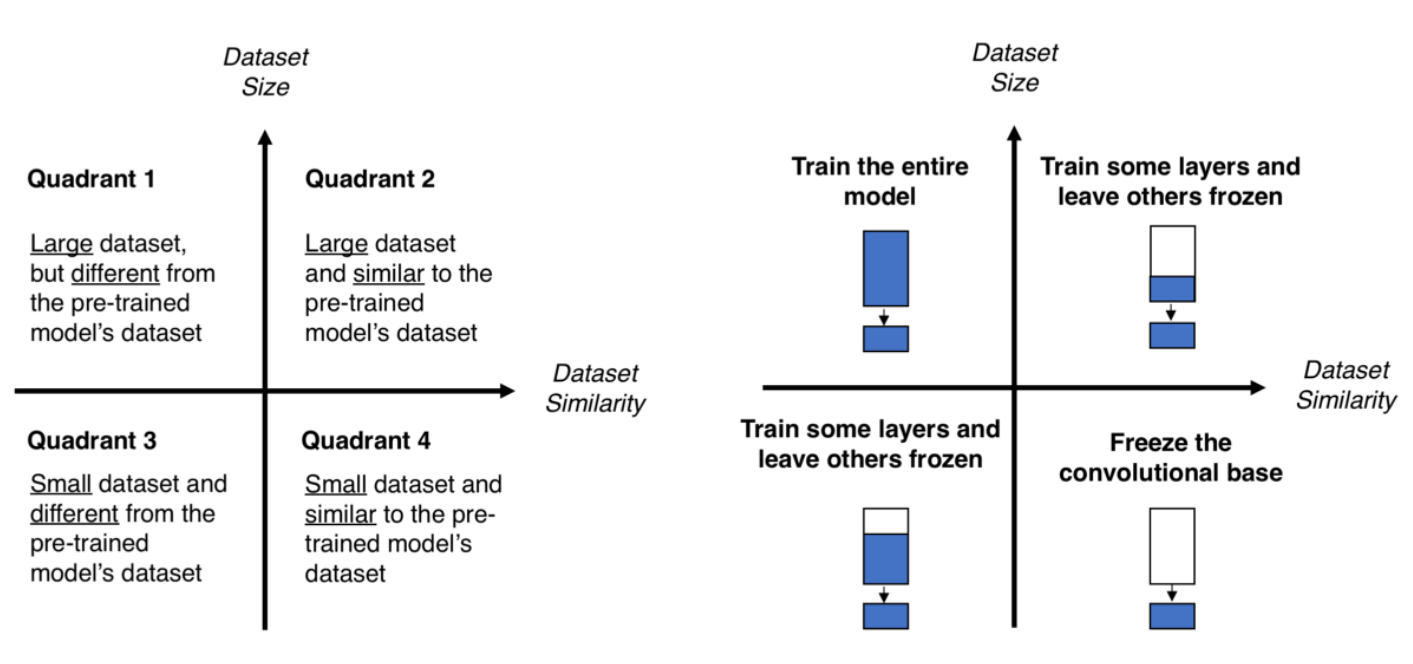 Dataset
Size
Quadrant 1
Large dataset,
but different from
the pre-trained
model's dataset
Quadrant 2
Large dataset
and similar to the
pre-trained
model's dataset
Dataset
Similarity
Quadrant 3
Small dataset and
different from the
pre-trained
model's dataset
Quadrant 4
Small dataset and
similar to the pre-
trained model's
dataset
Dataset
Size
Train the entire
model
Train some layers and
leave others frozen
Dataset
Similarity
Train some layers and
leave others frozen
Freeze the
convolutional base